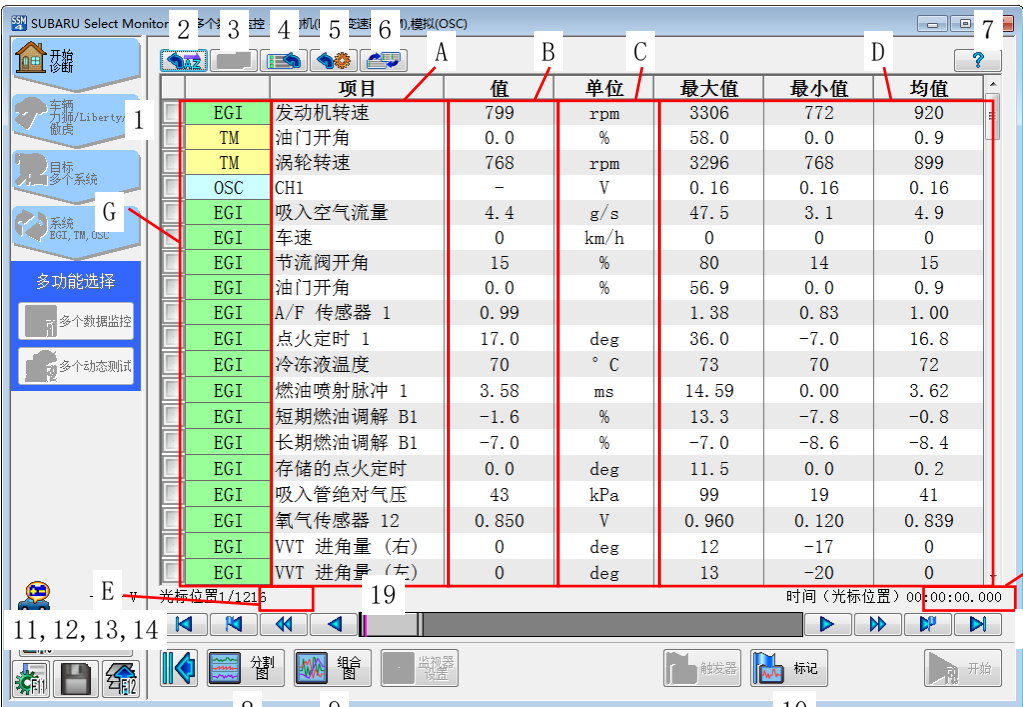 SUBARU Select Monitor
变速
模拟(OSC)
2 3 4 5 6 A B C D 7
开始
诊断
车辆
力狮/Liberty/
傲虎
1
目标
多个系统
G
系统
EGI, TM, OSC
多功能选择
多个数据监控
多个动态测试
项目 值 单位 最大值 最小值 均值
EGI 发动机转速 799 rpm 3306 772 920
TM 油门开角 0.0 % 58.0 0.0 0.9
TM 涡轮转速 768 rpm 3296 768 899
OSC CH1 - V 0.16 0.16 0.16
EGI 吸入空气流量 4.4 g/s 47.5 3.1 4.9
EGI 车速 0 km/h 0 0 0
EGI 节流阀开角 15 % 80 14 15
EGI 油门开角 0.0 % 56.9 0.0 0.9
EGI A/F 传感器 1 0.99 1.38 0.83 1.00
EGI 点火定时 1 17.0 deg 36.0 -7.0 16.8
EGI 冷冻液温度 70 ° C 73 70 72
EGI 燃油喷射脉冲 1 3.58 ms 14.59 0.00 3.62
EGI 短期燃油调解 B1 -1.6 % 13.3 -7.8 -0.8
EGI 长期燃油调解 B1 -7.0 % -7.0 -8.6 -8.4
EGI 存储的点火定时 0.0 deg 11.5 0.0 0.2
EGI 吸入管绝对气压 43 kPa 99 19 41
EGI 氧气传感器 12 0.850 V 0.960 0.120 0.839
EGI VVT 进角量 (右) 0 deg 12 -17 0
EGI VVT 进角量 (左) 0 deg 13 -20 0
E 光标位置1/1216 19 时间（光标位置）00:00:00.000
11,12,13,14
F11 F12 分割图 组合图 监视器设置 触发器 标记 开始